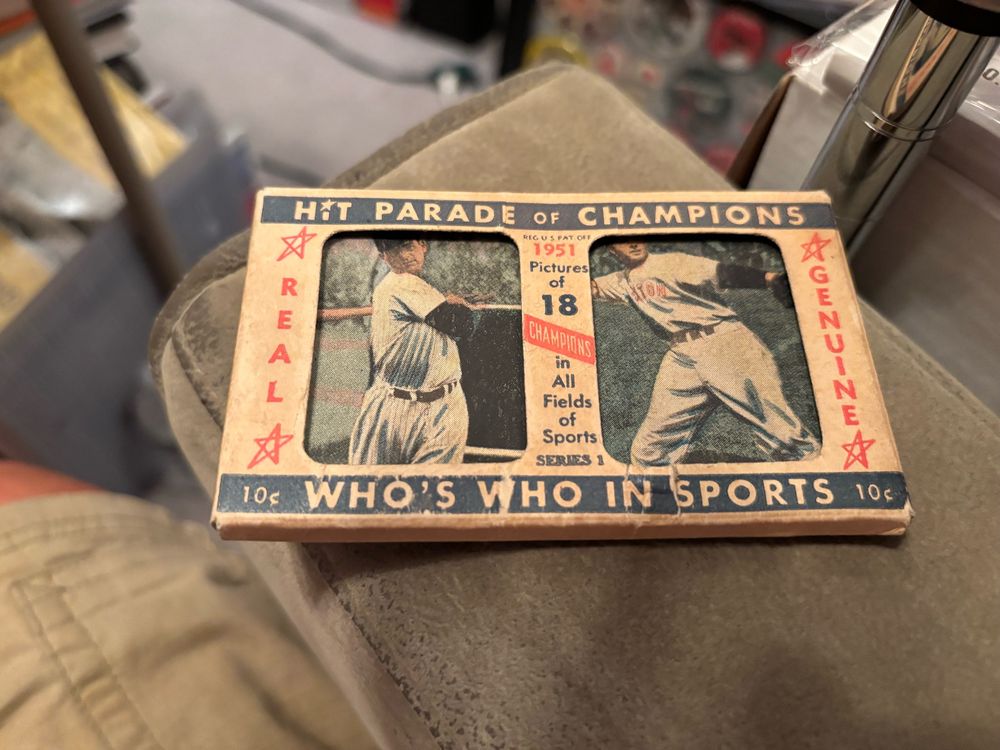 HiT PARADE OF CHAMPIONS
REG. U.S. PAT. OFF.
1951
Pictures
of
18
CHAMPIONS
in
All
Fields
of
Sports
SERIES 1
REAL
GENUINE
10¢ WHO'S WHO IN SPORTS 10¢